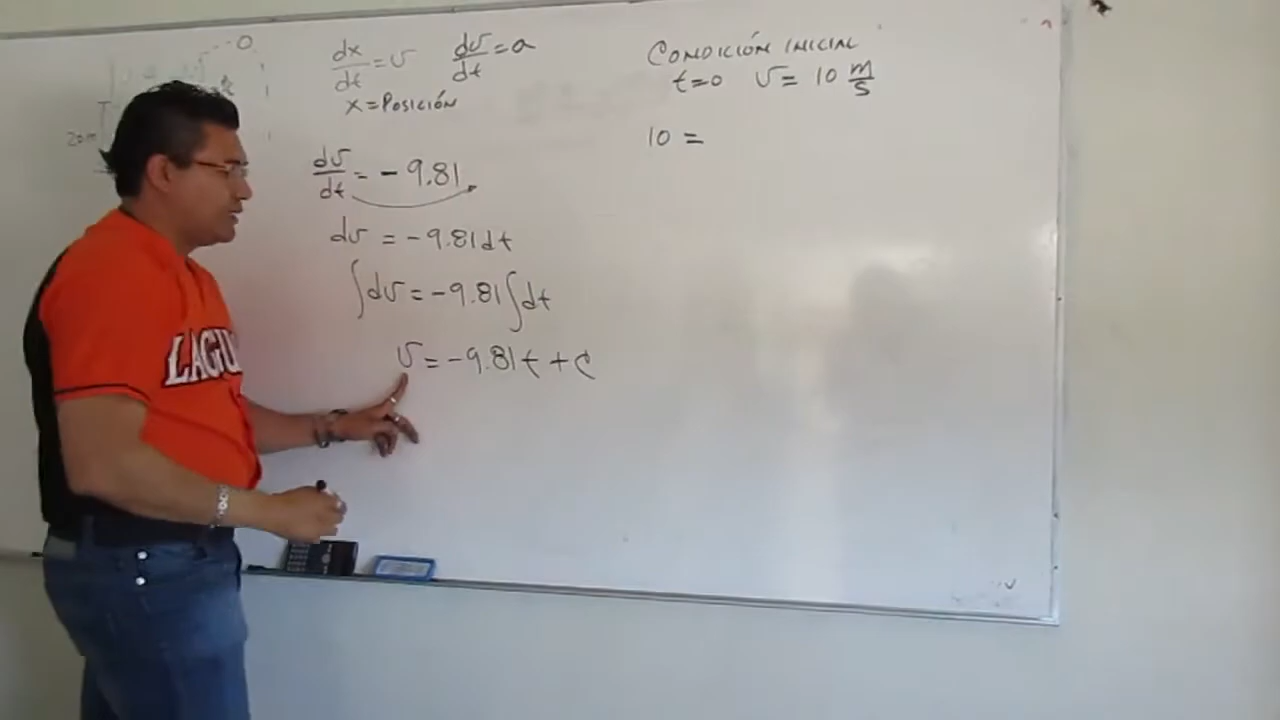 dx/dt = v   dv/dt = a
x = POSICIÓN
20m
dv/dt = - 9.81
dv = -9.81dt
∫dv = -9.81∫dt
v = -9.81t + C
CONDICIÓN INICIAL
t=0   v= 10 m/s
10 =
LAGU